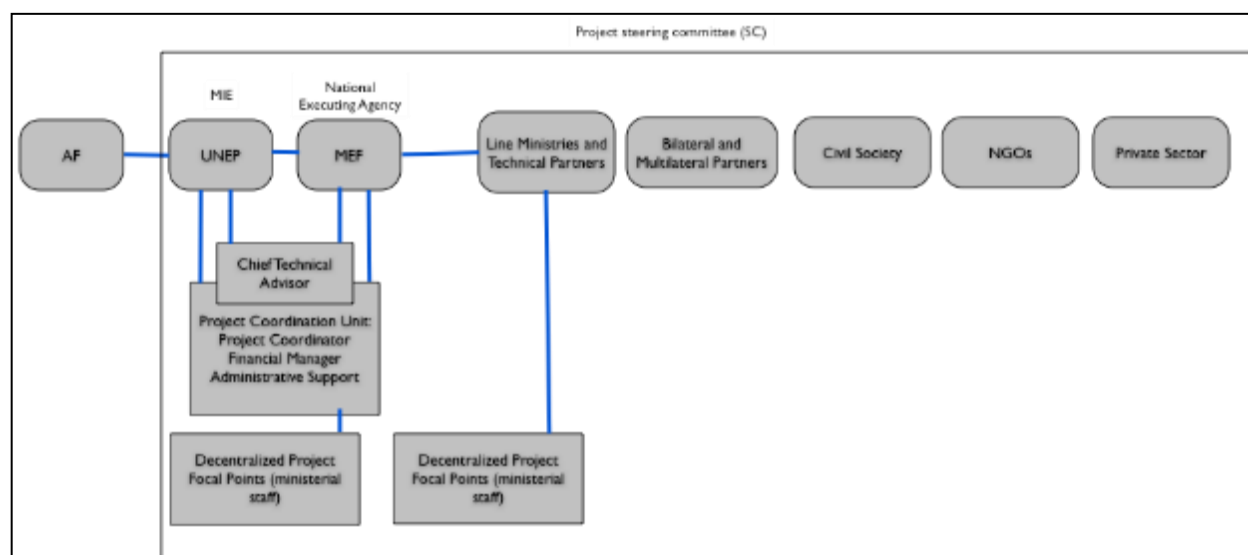 Project steering committee (SC)
MIE
National
Executing Agency
AF
UNEP
MEF
Line Ministries and
Technical Partners
Bilateral and
Multilateral Partners
Civil Society
NGOs
Private Sector
Chief Technical
Advisor
Project Coordination Unit:
Project Coordinator
Financial Manager
Administrative Support
Decentralized Project
Focal Points (ministerial
staff)
Decentralized Project
Focal Points (ministerial
staff)